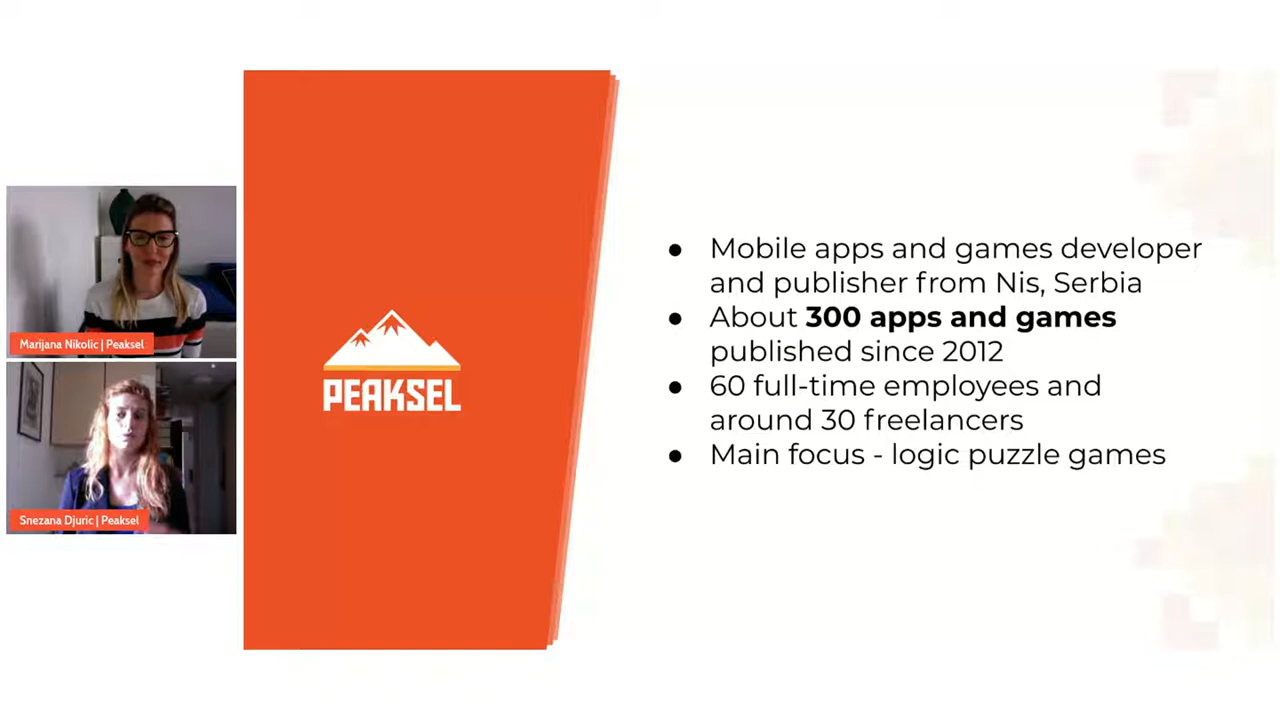 Marijana Nikolic | Peaksel
Snezana Djuric | Peaksel
PEAKSEL
● Mobile apps and games developer
and publisher from Nis, Serbia
● About 300 apps and games
published since 2012
● 60 full-time employees and
around 30 freelancers
● Main focus - logic puzzle games